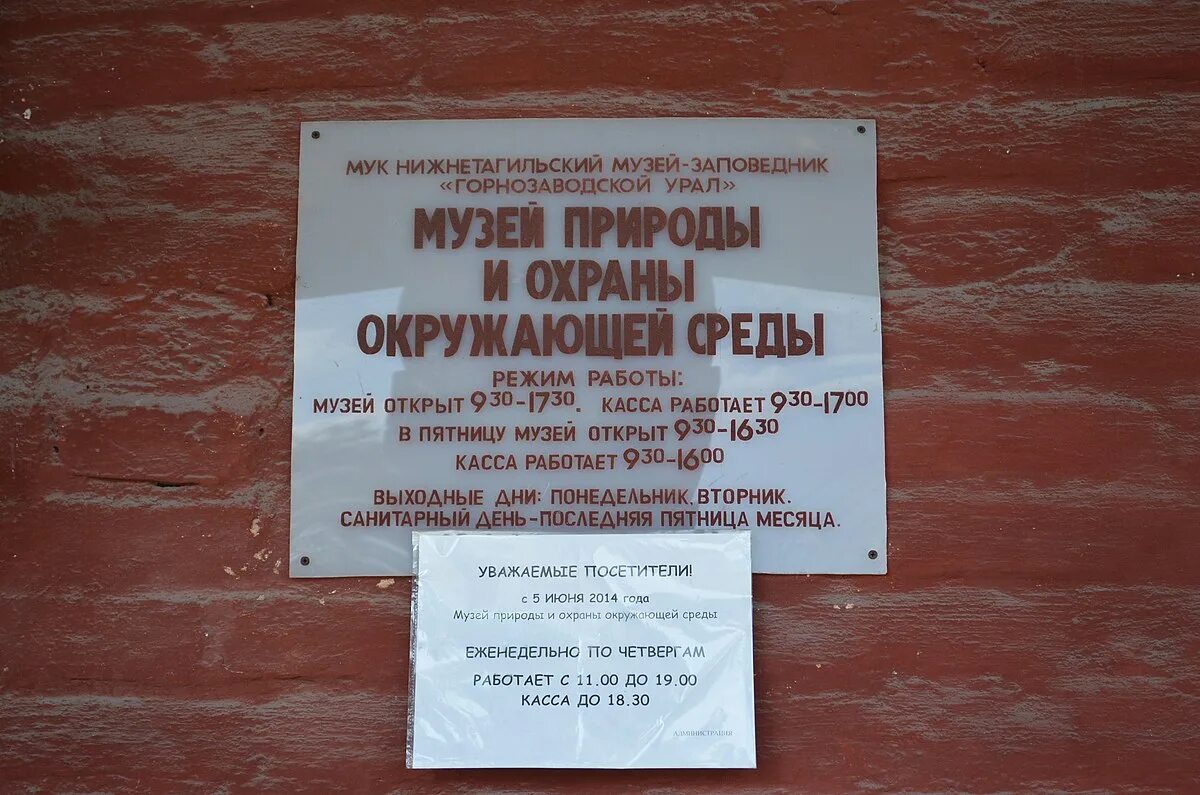 МУК НИЖНЕТАГИЛЬСКИЙ МУЗЕЙ-ЗАПОВЕДНИК
«ГОРНОЗАВОДСКОЙ УРАЛ»
МУЗЕЙ ПРИРОДЫ
И ОХРАНЫ
ОКРУЖАЮЩЕЙ СРЕДЫ
РЕЖИМ РАБОТЫ:
МУЗЕЙ ОТКРЫТ 9³⁰-17³⁰. КАССА РАБОТАЕТ 9³⁰-17⁰⁰
В ПЯТНИЦУ МУЗЕЙ ОТКРЫТ 9³⁰-16³⁰
КАССА РАБОТАЕТ 9³⁰-16⁰⁰
ВЫХОДНЫЕ ДНИ: ПОНЕДЕЛЬНИК, ВТОРНИК.
САНИТАРНЫЙ ДЕНЬ-ПОСЛЕДНЯЯ ПЯТНИЦА МЕСЯЦА.
УВАЖАЕМЫЕ ПОСЕТИТЕЛИ!
с 5 ИЮНЯ 2014 года
Музей природы и охраны окружающей среды
ЕЖЕНЕДЕЛЬНО ПО ЧЕТВЕРГАМ
РАБОТАЕТ С 11.00 ДО 19.00
КАССА ДО 18.30
АДМИНИСТРАЦИЯ